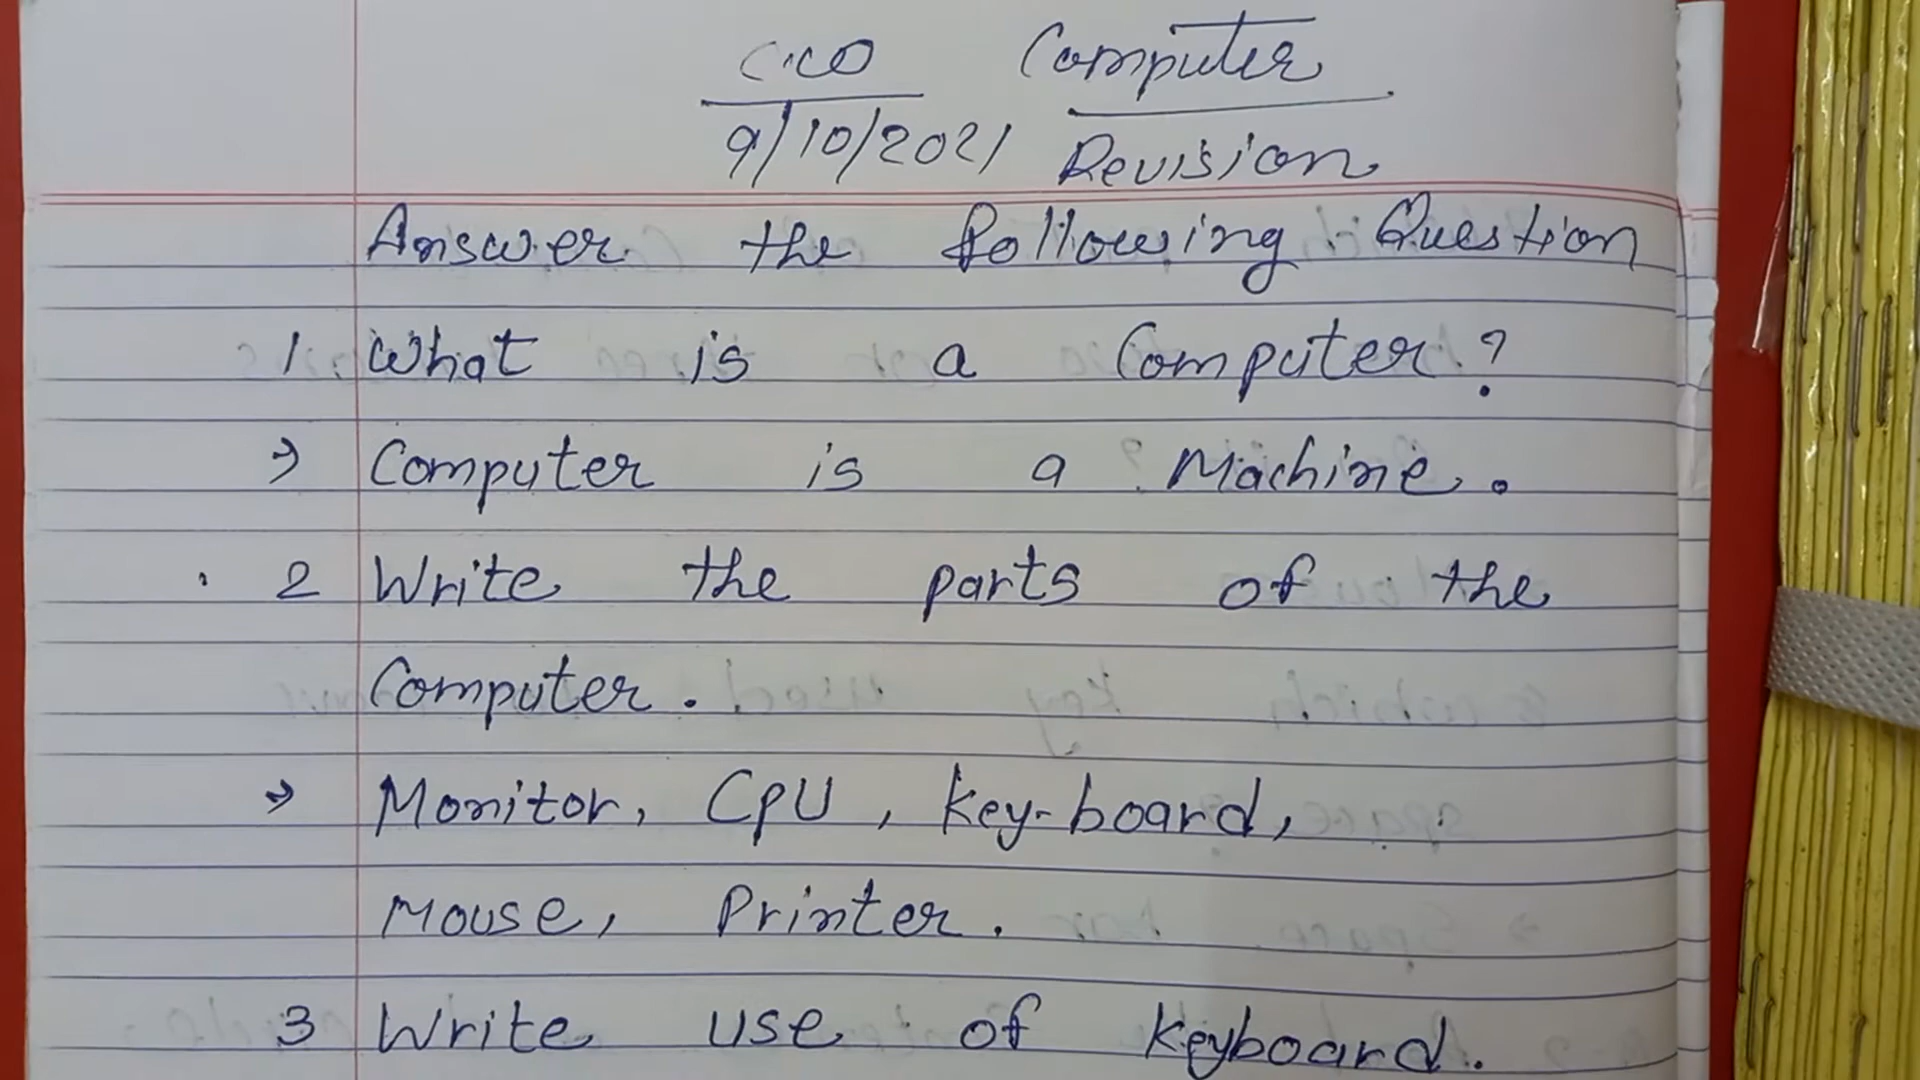 C.CO Computer
9/10/2021 Revision
Answer the following Question
1. What is a Computer?
→ Computer is a Machine.
2 Write the parts of the
Computer.
→ Monitor, CPU, key-board,
Mouse, Printer.
3 Write use of keyboard.